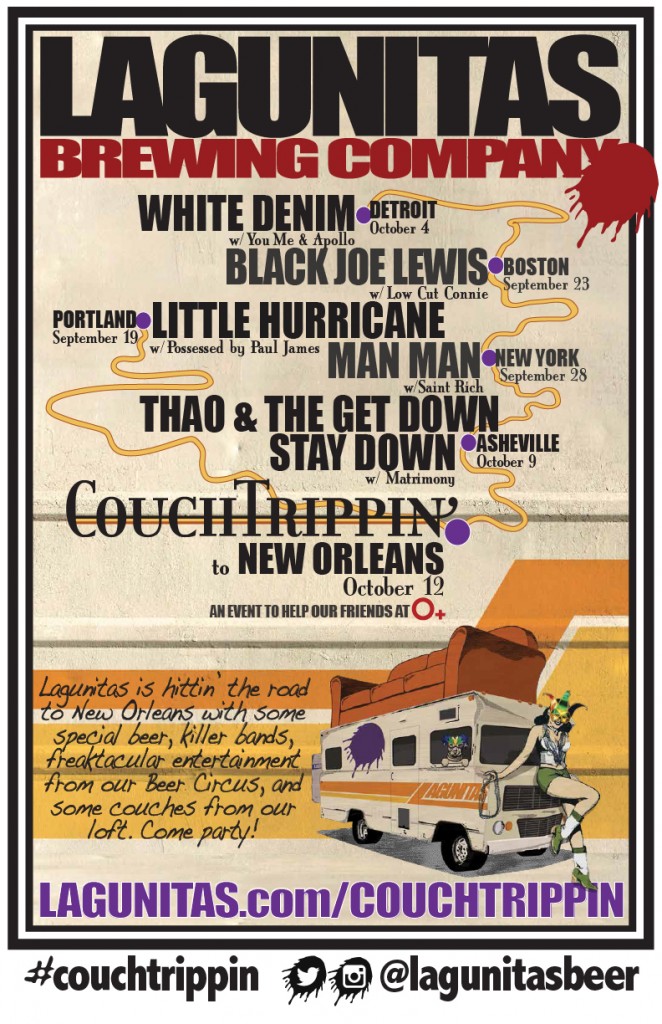 LAGUNITAS
BREWING COMPANY
WHITE DENIM DETROIT
w/ You Me & Apollo October 4
BLACK JOE LEWIS BOSTON
w/ Low Cut Connie September 23
PORTLAND LITTLE HURRICANE
September 19 w/ Possessed by Paul James
MAN MAN NEW YORK
w/Saint Rich September 28
THAO & THE GET DOWN
STAY DOWN ASHEVILLE
w/ Matrimony October 9
COUCHTRIPPIN'
to NEW ORLEANS
October 12
AN EVENT TO HELP OUR FRIENDS AT O+
Lagunitas is hittin' the road
to New Orleans with some
special beer, killer bands,
freaktacular entertainment
from our Beer Circus, and
some couches from our
loft. Come party!
LAGUNITAS
LAGUNITAS.com/COUCHTRIPPIN
#couchtrippin @lagunitasbeer